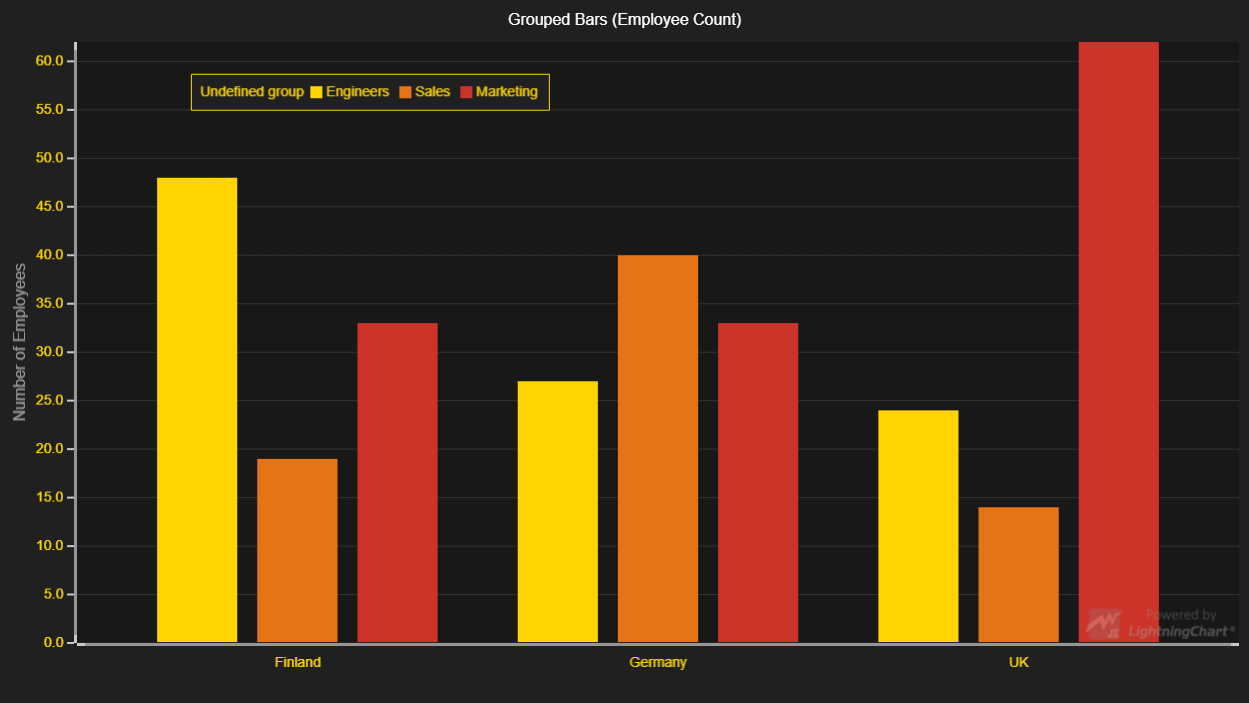 Grouped Bars (Employee Count)
Undefined group Engineers Sales Marketing
Number of Employees
60.0
55.0
50.0
45.0
40.0
35.0
30.0
25.0
20.0
15.0
10.0
5.0
0.0
Finland Germany UK
Powered by
JS LightningChart®